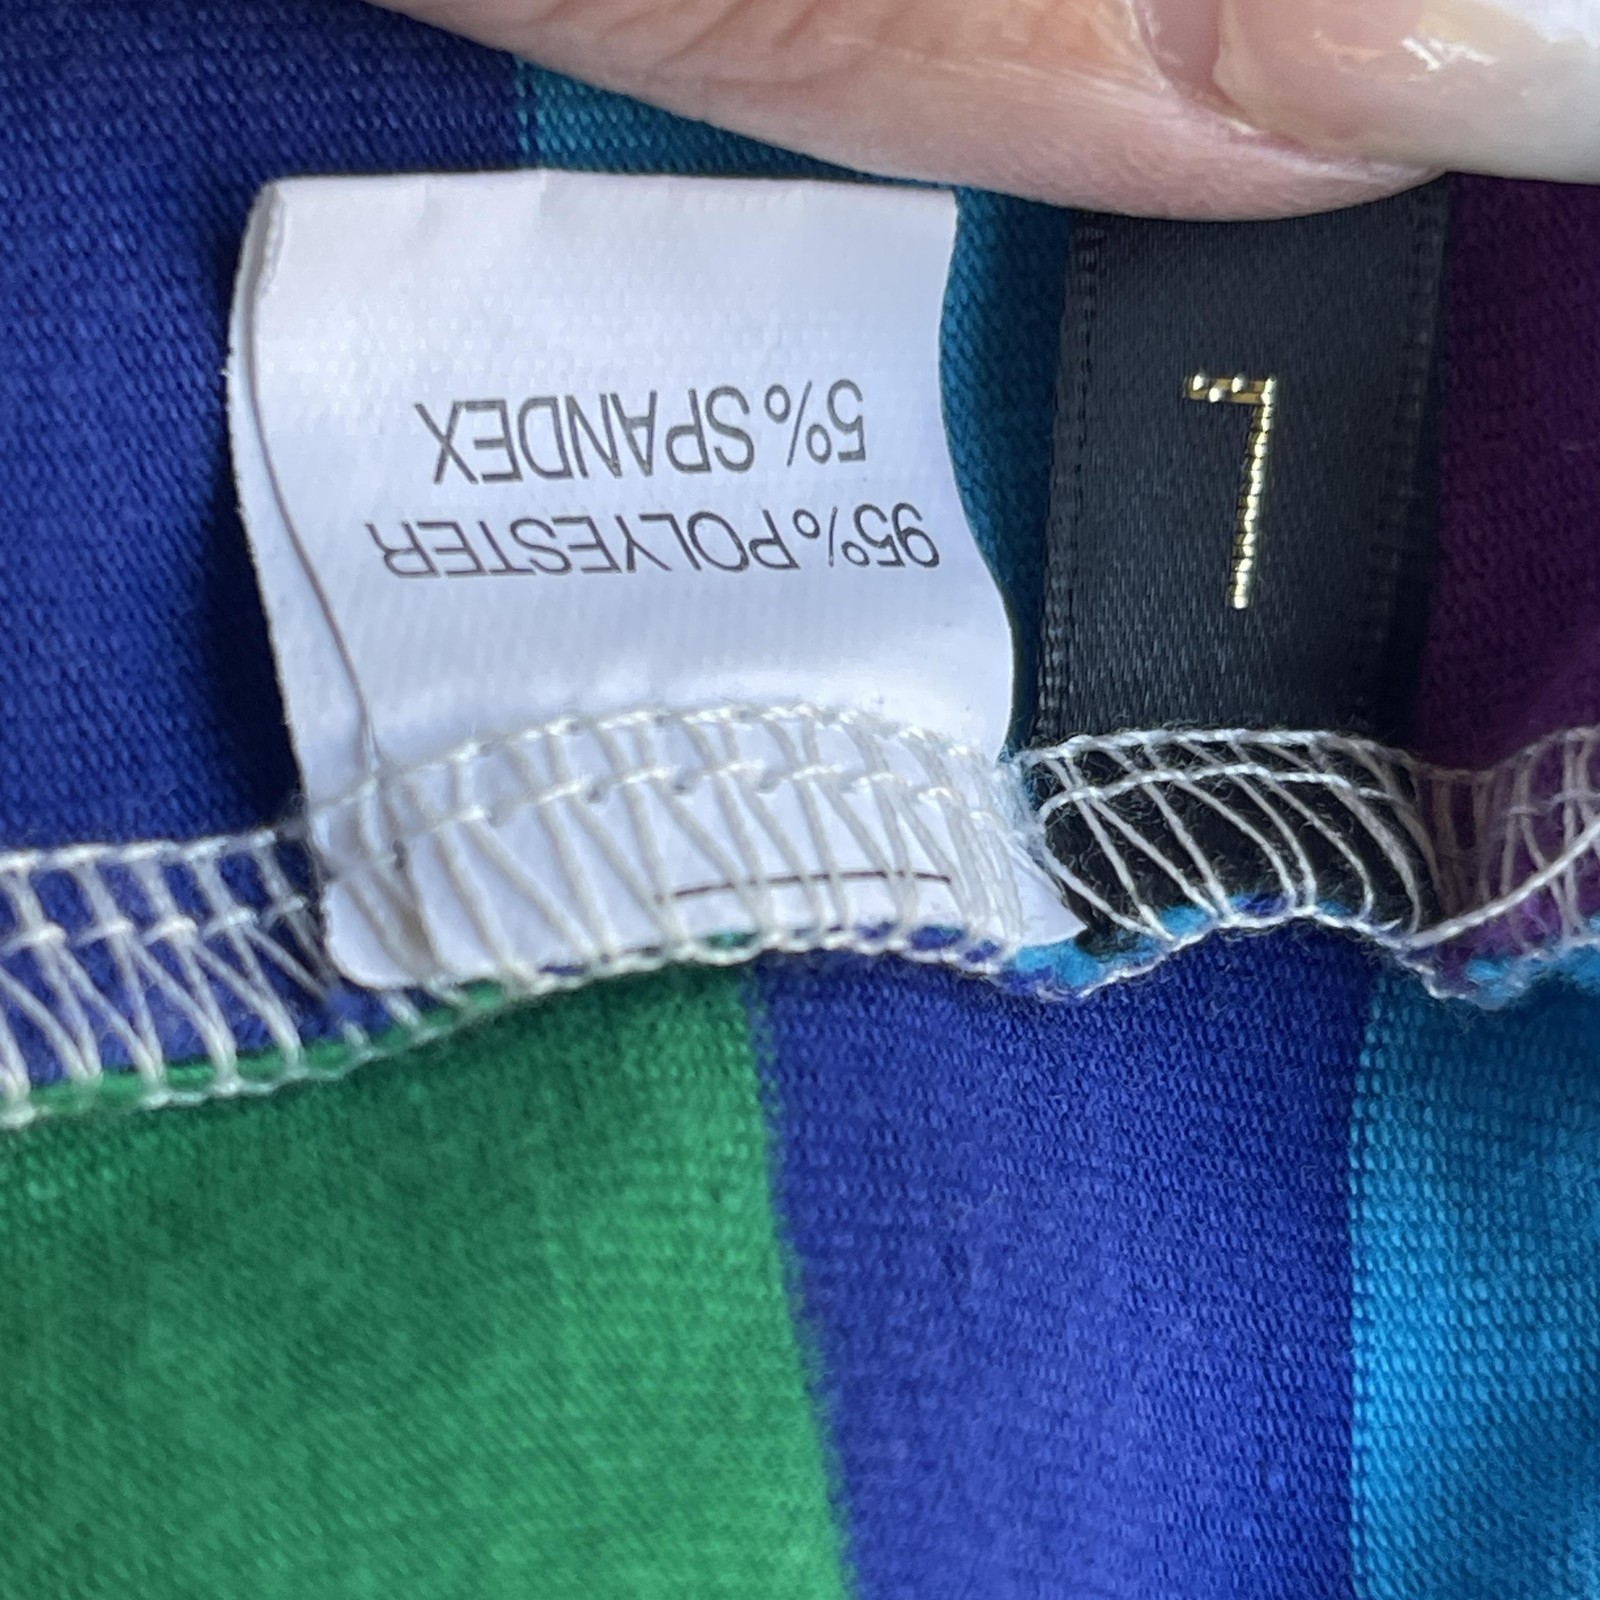 95% POLYESTER
5% SPANDEX
L